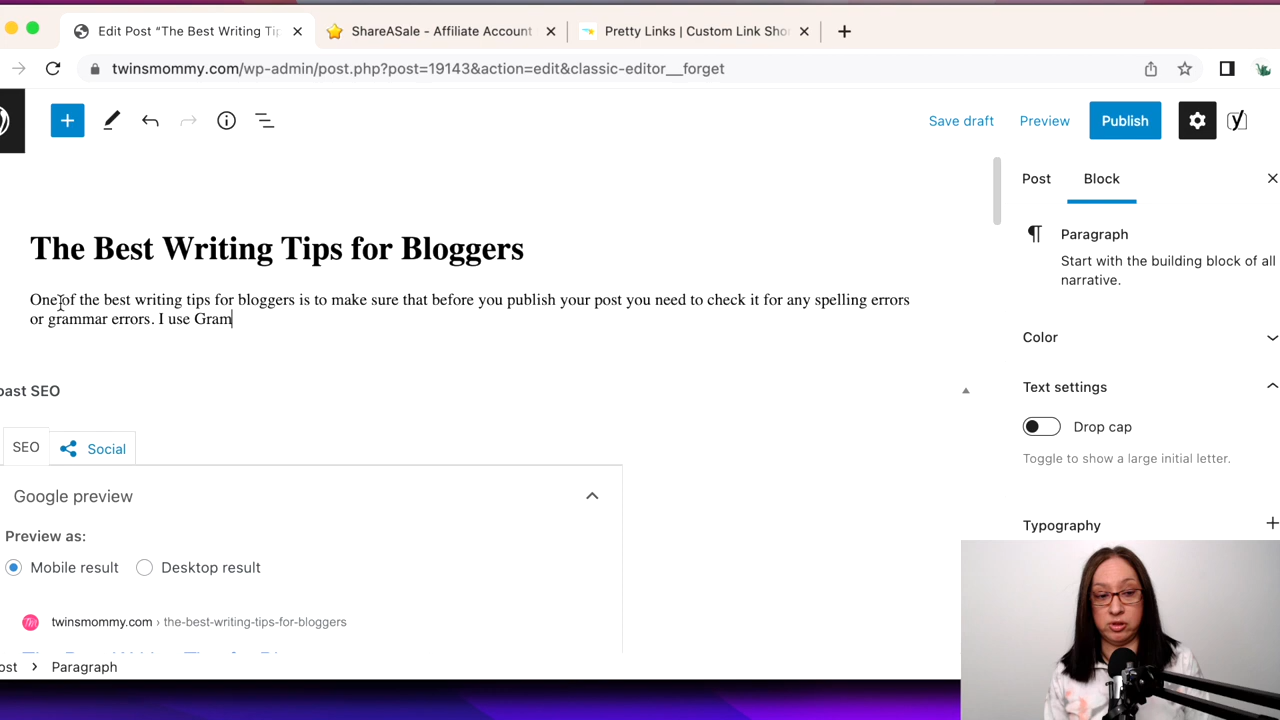 Edit Post “The Best Writing Ti
ShareASale - Affiliate Account
Pretty Links | Custom Link Sho
twinsmommy.com/wp-admin/post.php?post=19143&action=edit&classic-editor__forget
Save draft
Preview
Publish
Post
Block
Paragraph
Start with the building block of all
narrative.
The Best Writing Tips for Bloggers
One of the best writing tips for bloggers is to make sure that before you publish your post you need to check it for any spelling errors
or grammar errors. I use Gram
Color
Text settings
Drop cap
Toggle to show a large initial letter.
Typography
oast SEO
SEO
Social
Google preview
Preview as:
Mobile result
Desktop result
twinsmommy.com › the-best-writing-tips-for-bloggers
ost > Paragraph